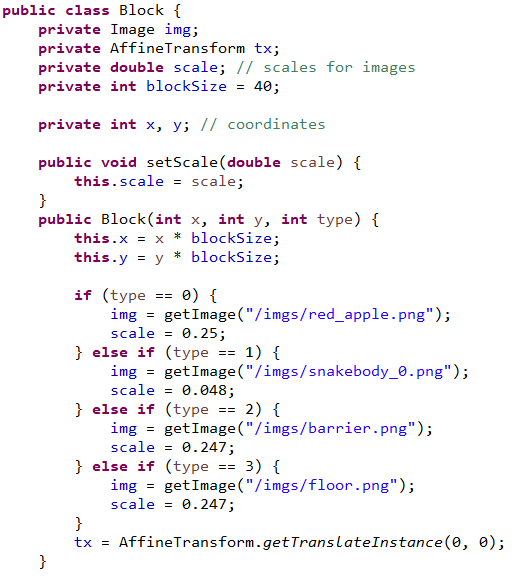 public class Block {
    private Image img;
    private AffineTransform tx;
    private double scale; // scales for images
    private int blockSize = 40;

    private int x, y; // coordinates

    public void setScale(double scale) {
        this.scale = scale;
    }
    public Block(int x, int y, int type) {
        this.x = x * blockSize;
        this.y = y * blockSize;

        if (type == 0) {
            img = getImage("/imgs/red_apple.png");
            scale = 0.25;
        } else if (type == 1) {
            img = getImage("/imgs/snakebody_0.png");
            scale = 0.048;
        } else if (type == 2) {
            img = getImage("/imgs/barrier.png");
            scale = 0.247;
        } else if (type == 3) {
            img = getImage("/imgs/floor.png");
            scale = 0.247;
        }
        tx = AffineTransform.getTranslateInstance(0, 0);
    }